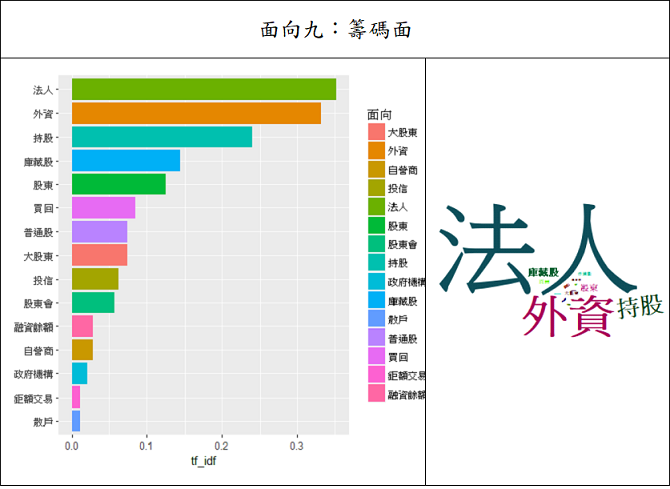 面向九：籌碼面
法人
外資
持股
庫藏股
股東
買回
普通股
大股東
投信
股東會
融資餘額
自營商
政府機構
鉅額交易
散戶
0.0
0.1
0.2
0.3
tf_idf
面向
大股東
外資
自營商
投信
法人
股東
股東會
持股
政府機構
庫藏股
散戶
普通股
買回
鉅額交易
融資餘額
法人
庫藏股
股東
外資
持股